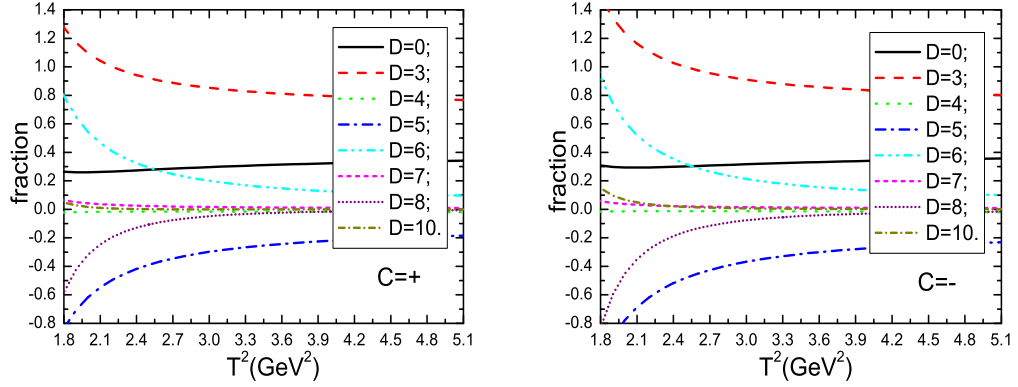 1.4
1.2
1.0
0.8
0.6
0.4
0.2
0.0
-0.2
-0.4
-0.6
-0.8
fraction
1.8 2.1 2.4 2.7 3.0 3.3 3.6 3.9 4.2 4.5 4.8 5.1
T²(GeV²)
D=0;
D=3;
D=4;
D=5;
D=6;
D=7;
D=8;
D=10.
C=+
1.4
1.2
1.0
0.8
0.6
0.4
0.2
0.0
-0.2
-0.4
-0.6
-0.8
fraction
1.8 2.1 2.4 2.7 3.0 3.3 3.6 3.9 4.2 4.5 4.8 5.1
T²(GeV²)
D=0;
D=3;
D=4;
D=5;
D=6;
D=7;
D=8;
D=10.
C=-